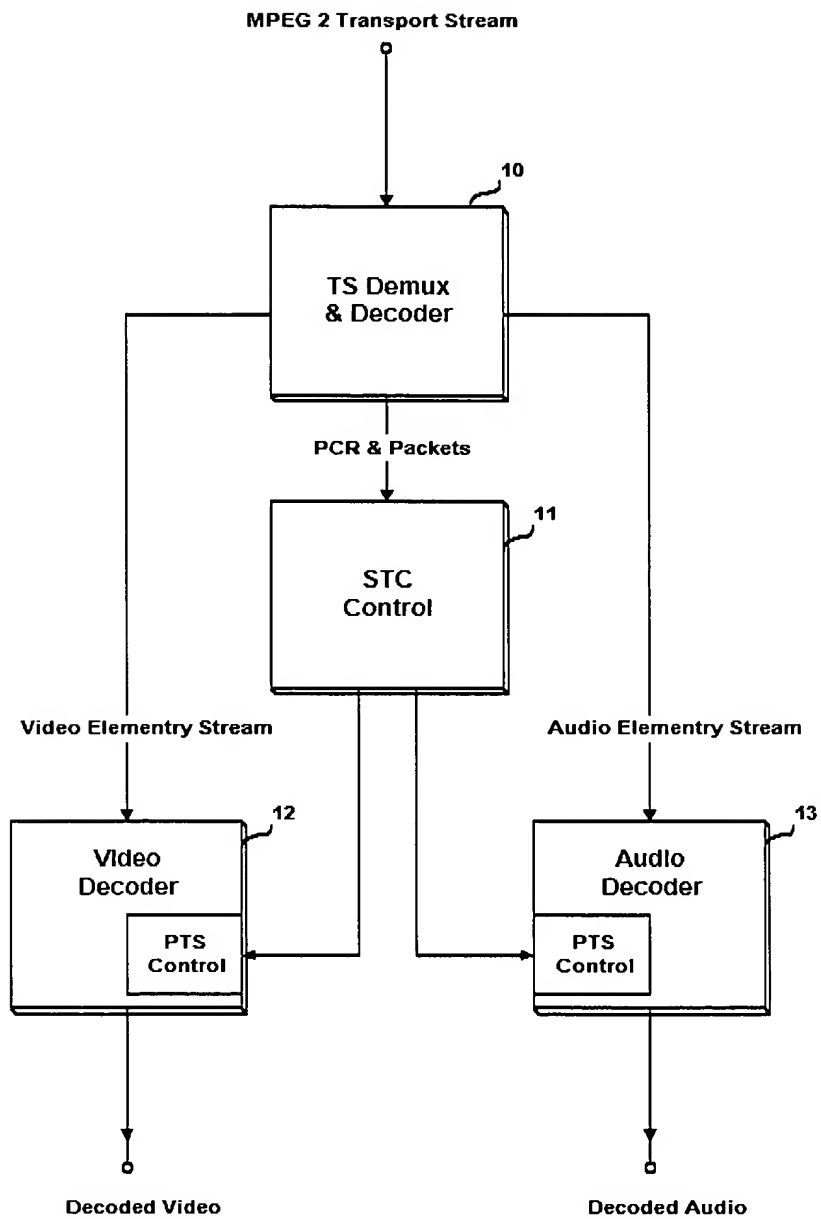 MPEG 2 Transport Stream
10
TS Demux
& Decoder
PCR & Packets
11
STC
Control
Video Elementry Stream
Audio Elementry Stream
12
13
Video
Decoder
Audio
Decoder
PTS
Control
PTS
Control
Decoded Video
Decoded Audio